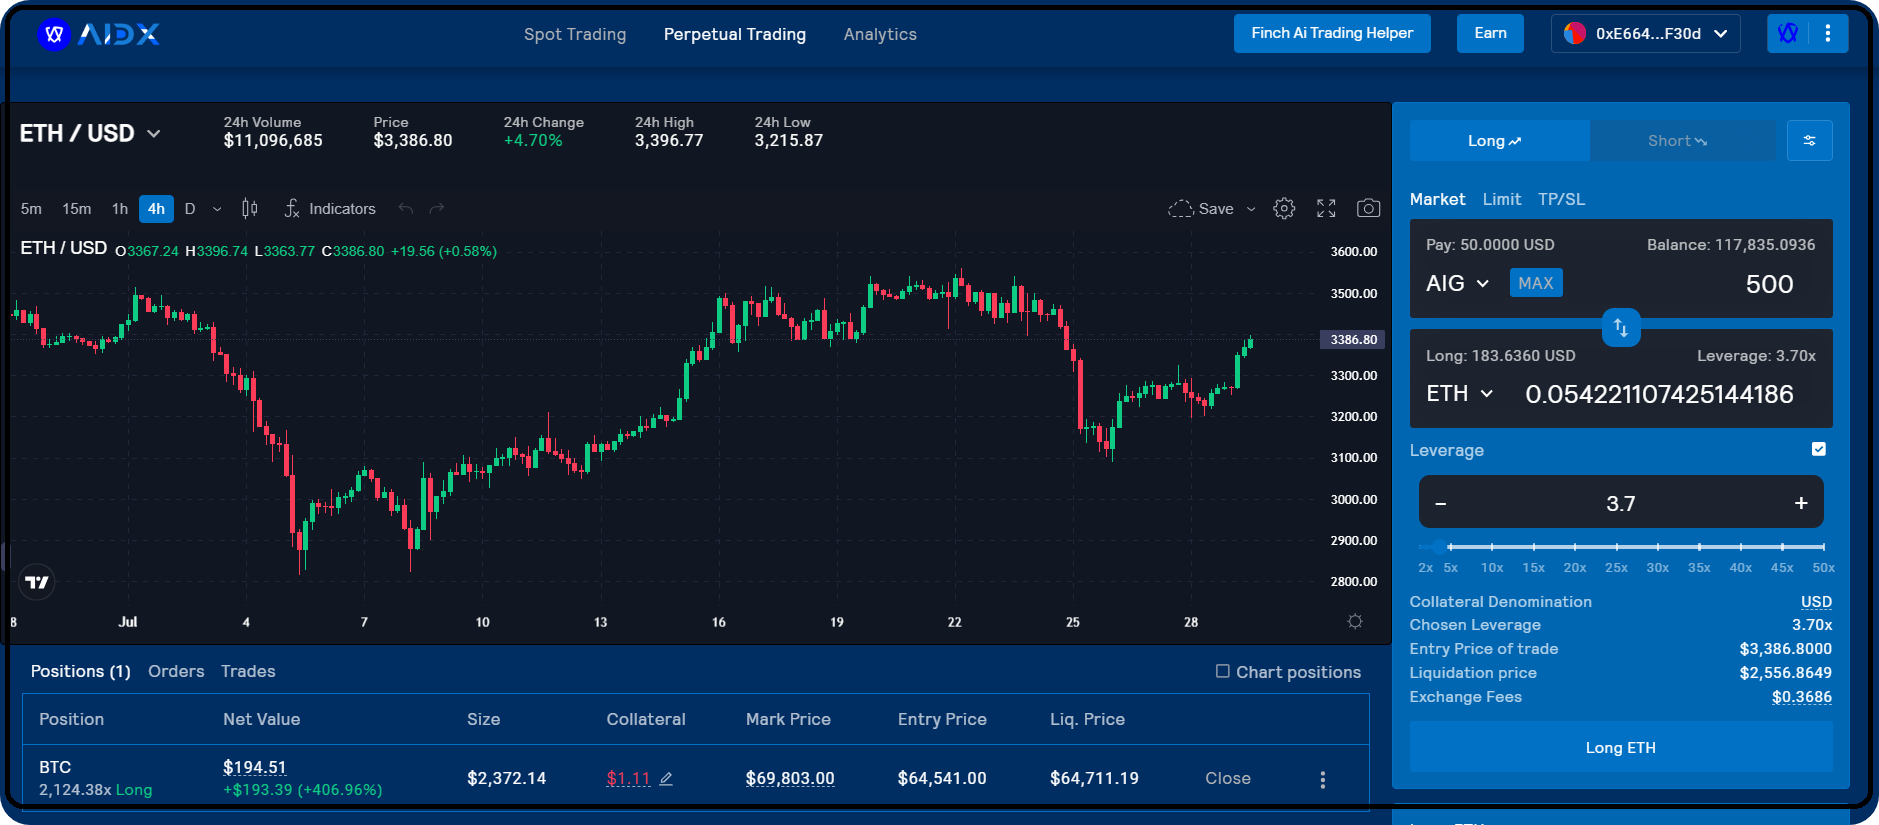 AIDX
Spot Trading
Perpetual Trading
Analytics
Finch Ai Trading Helper
Earn
0xE664...F30d
ETH / USD
24h Volume
$11,096,685
Price
$3,386.80
24h Change
+4.70%
24h High
3,396.77
24h Low
3,215.87
5m 15m 1h 4h D
Indicators
Save
ETH / USD O3367.24 H3396.74 L3363.77 C3386.80 +19.56 (+0.58%)
3600.00
3500.00
3386.80
3300.00
3200.00
3100.00
3000.00
2900.00
2800.00
8 Jul 4 7 10 13 16 19 22 25 28
Positions (1) Orders Trades
Chart positions
Position Net Value Size Collateral Mark Price Entry Price Liq. Price
BTC
2,124.38x Long
$194.51
+$193.39 (+406.96%)
$2,372.14
$1.11
$69,803.00
$64,541.00
$64,711.19
Close
Long
Short
Market Limit TP/SL
Pay: 50.0000 USD Balance: 117,835.0936
AIG MAX 500
Long: 183.6360 USD Leverage: 3.70x
ETH 0.054221107425144186
Leverage
− 3.7 +
2x 5x 10x 15x 20x 25x 30x 35x 40x 45x 50x
Collateral Denomination USD
Chosen Leverage 3.70x
Entry Price of trade $3,386.8000
Liquidation price $2,556.8649
Exchange Fees $0.3686
Long ETH